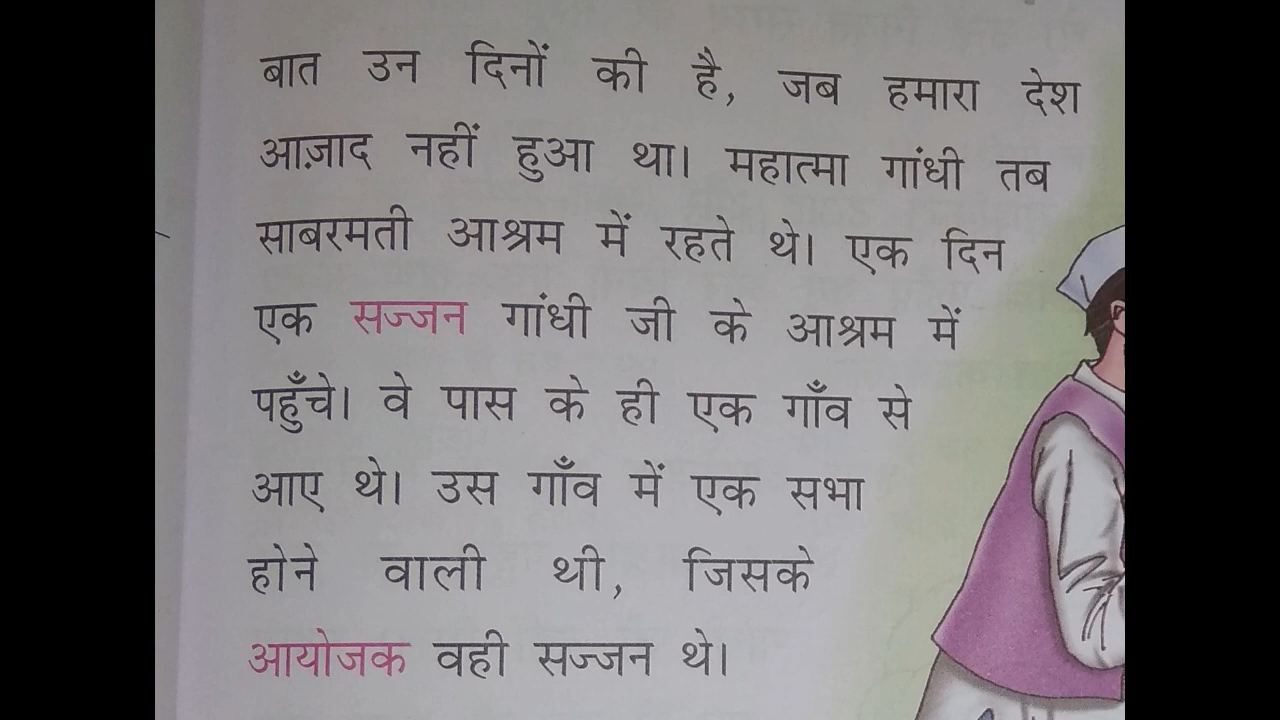 बात उन दिनों की है, जब हमारा देश
आज़ाद नहीं हुआ था। महात्मा गांधी तब
साबरमती आश्रम में रहते थे। एक दिन
एक सज्जन गांधी जी के आश्रम में
पहुँचे। वे पास के ही एक गाँव से
आए थे। उस गाँव में एक सभा
होने वाली थी, जिसके
आयोजक वही सज्जन थे।